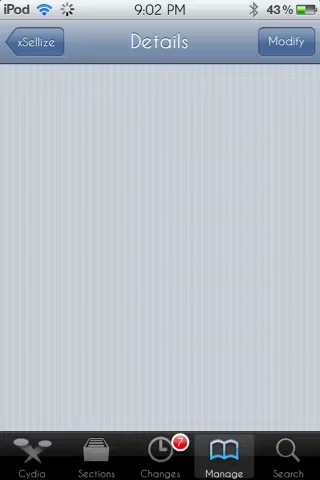 iPod 9:02 PM 43%
xSellize Details Modify
7
Cydia Sections Changes Manage Search